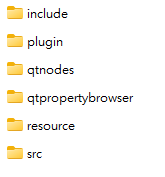 include
plugin
qtnodes
qtpropertybrowser
resource
src